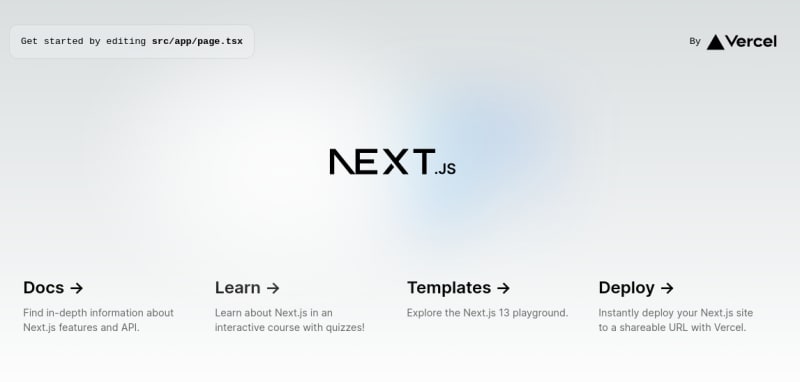 Get started by editing src/app/page.tsx
By Vercel
NEXT.JS
Docs ->
Find in-depth information about
Next.js features and API.
Learn ->
Learn about Next.js in an
interactive course with quizzes!
Templates ->
Explore the Next.js 13 playground.
Deploy ->
Instantly deploy your Next.js site
to a shareable URL with Vercel.